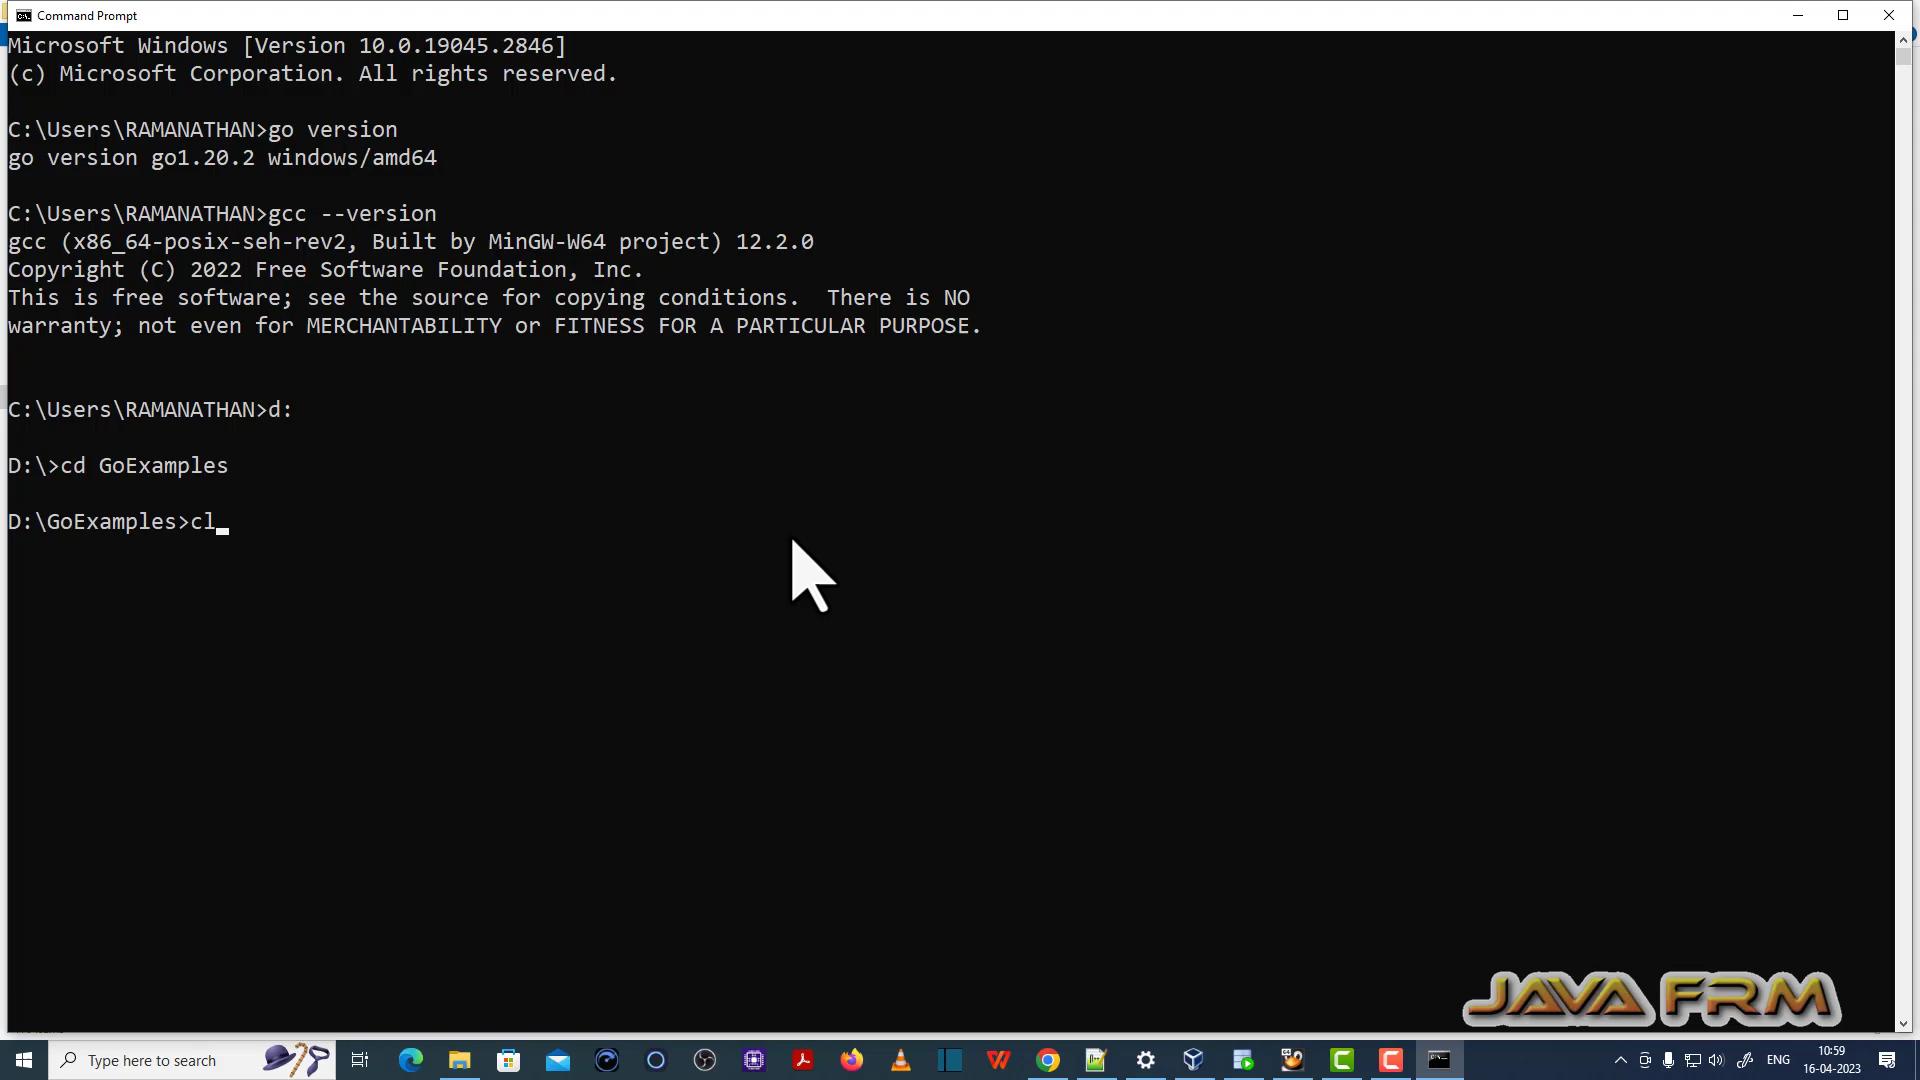 Command Prompt
Microsoft Windows [Version 10.0.19045.2846]
(c) Microsoft Corporation. All rights reserved.
C:\Users\RAMANATHAN>go version
go version go1.20.2 windows/amd64
C:\Users\RAMANATHAN>gcc --version
gcc (x86_64-posix-seh-rev2, Built by MinGW-W64 project) 12.2.0
Copyright (C) 2022 Free Software Foundation, Inc.
This is free software; see the source for copying conditions.  There is NO
warranty; not even for MERCHANTABILITY or FITNESS FOR A PARTICULAR PURPOSE.
C:\Users\RAMANATHAN>d:
D:\>cd GoExamples
D:\GoExamples>cl
JAVA FRM
Type here to search
ENG
10:59
16-04-2023